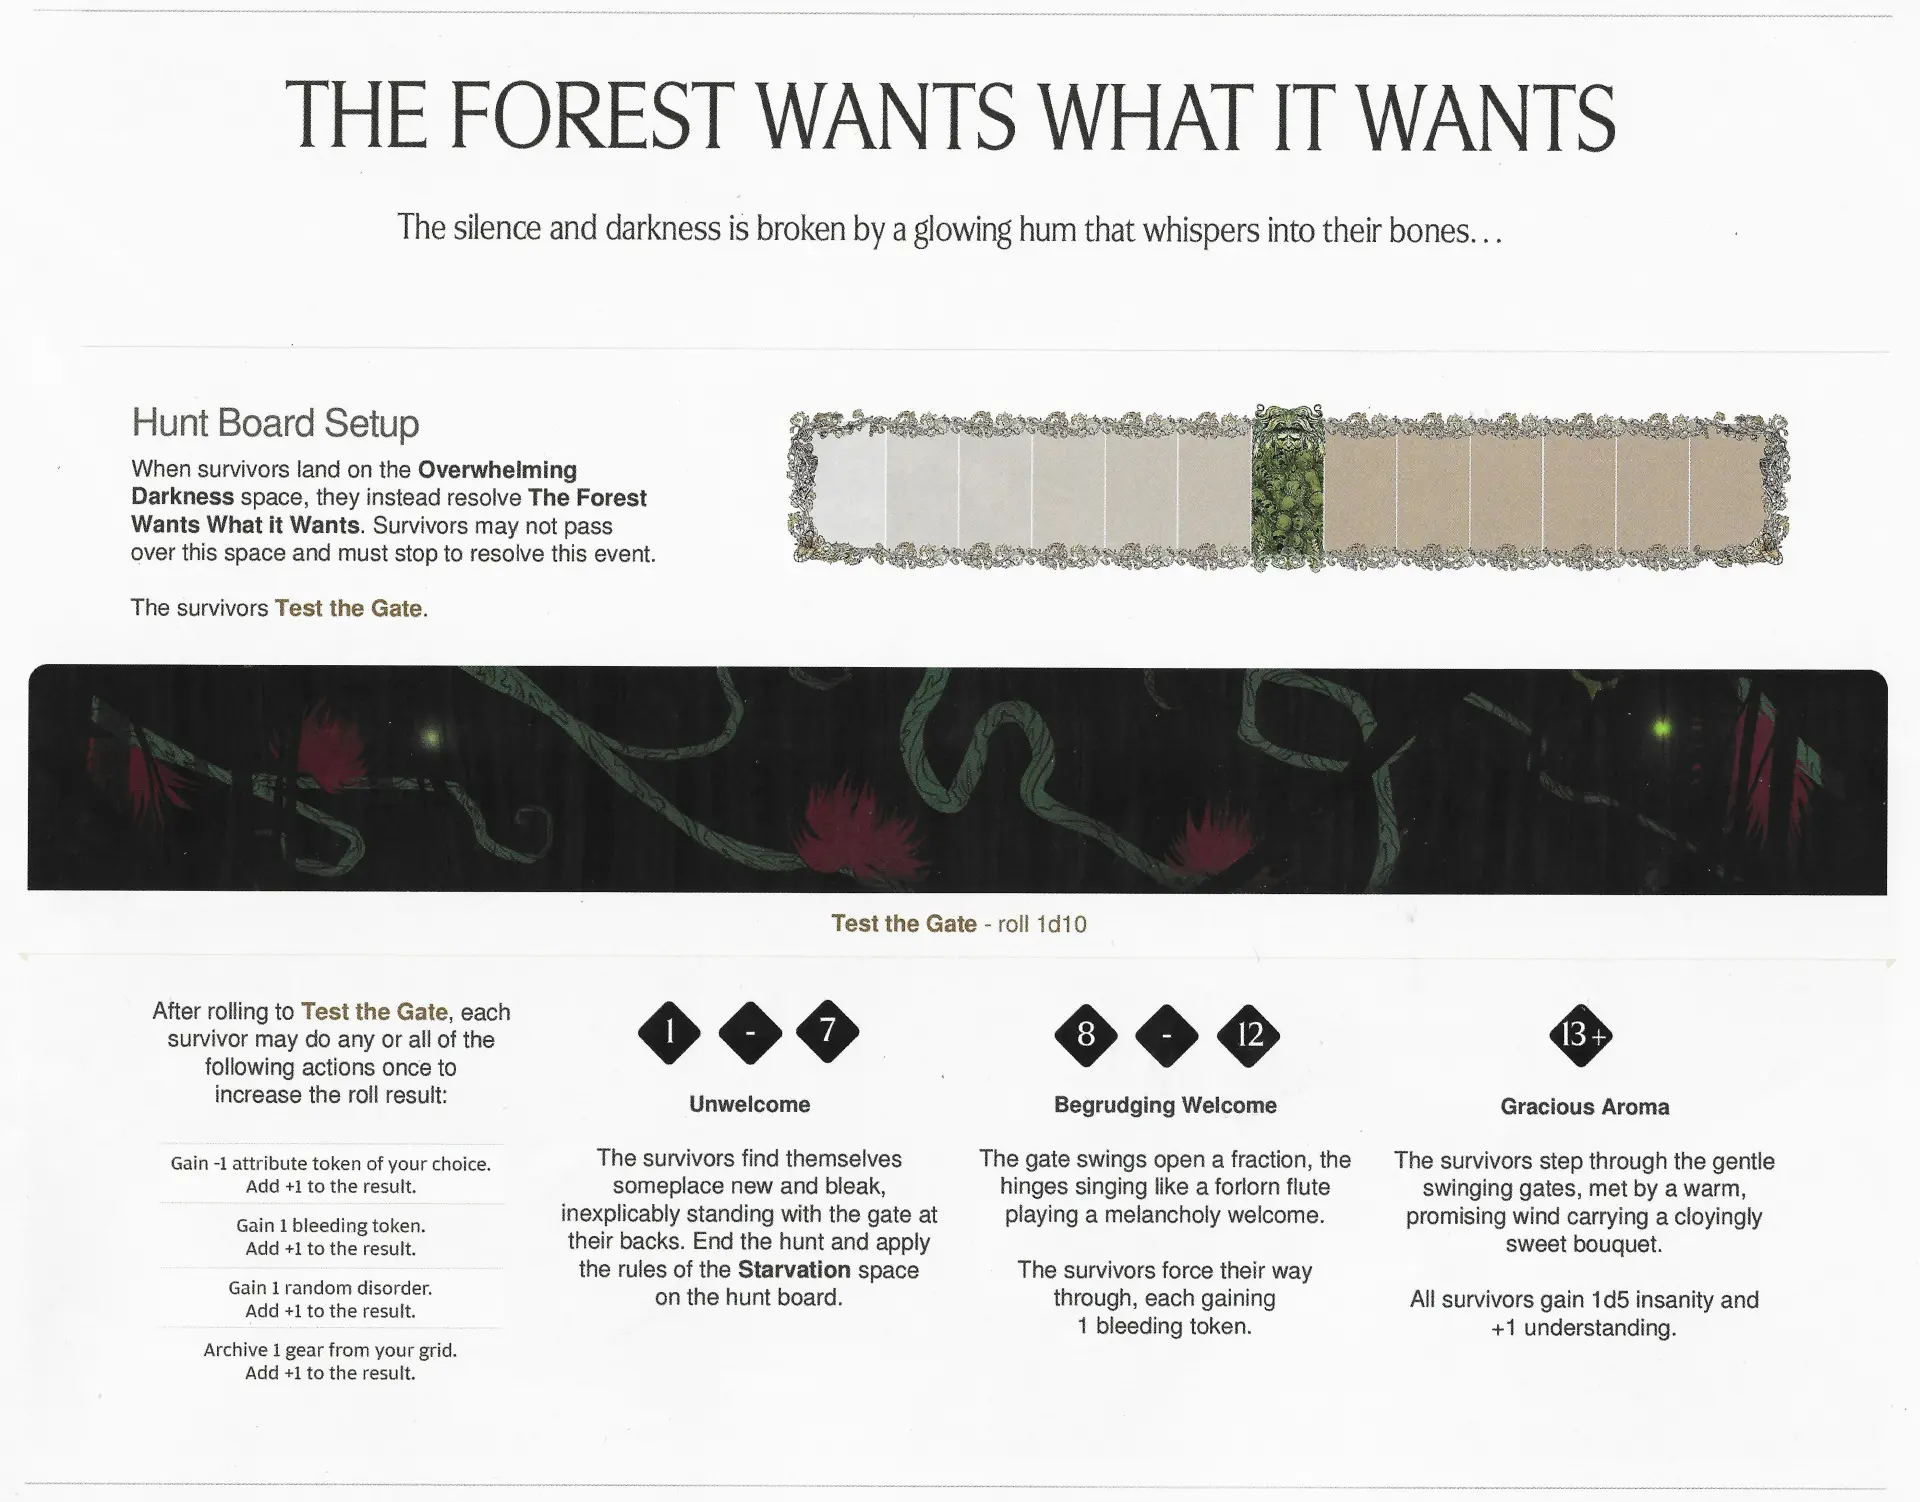 THE FOREST WANTS WHAT IT WANTS
The silence and darkness is broken by a glowing hum that whispers into their bones...
Hunt Board Setup
When survivors land on the Overwhelming
Darkness space, they instead resolve The Forest
Wants What it Wants. Survivors may not pass
over this space and must stop to resolve this event.
The survivors Test the Gate.
Test the Gate - roll 1d10
After rolling to Test the Gate, each
survivor may do any or all of the
following actions once to
increase the roll result:
Gain -1 attribute token of your choice.
Add +1 to the result.
Gain 1 bleeding token.
Add +1 to the result.
Gain 1 random disorder.
Add +1 to the result.
Archive 1 gear from your grid.
Add +1 to the result.
1 - 7
Unwelcome
The survivors find themselves
someplace new and bleak,
inexplicably standing with the gate at
their backs. End the hunt and apply
the rules of the Starvation space
on the hunt board.
8 - 12
Begrudging Welcome
The gate swings open a fraction, the
hinges singing like a forlorn flute
playing a melancholy welcome.
The survivors force their way
through, each gaining
1 bleeding token.
13+
Gracious Aroma
The survivors step through the gentle
swinging gates, met by a warm,
promising wind carrying a cloyingly
sweet bouquet.
All survivors gain 1d5 insanity and
+1 understanding.